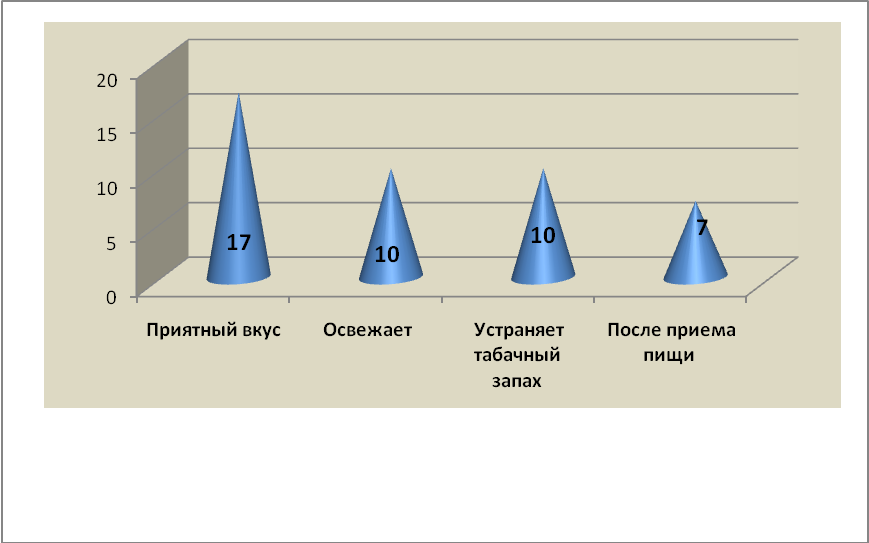 20
15
10
5
0
17
10
10
7
Приятный вкус
Освежает
Устраняет
табачный
запах
После приема
пищи